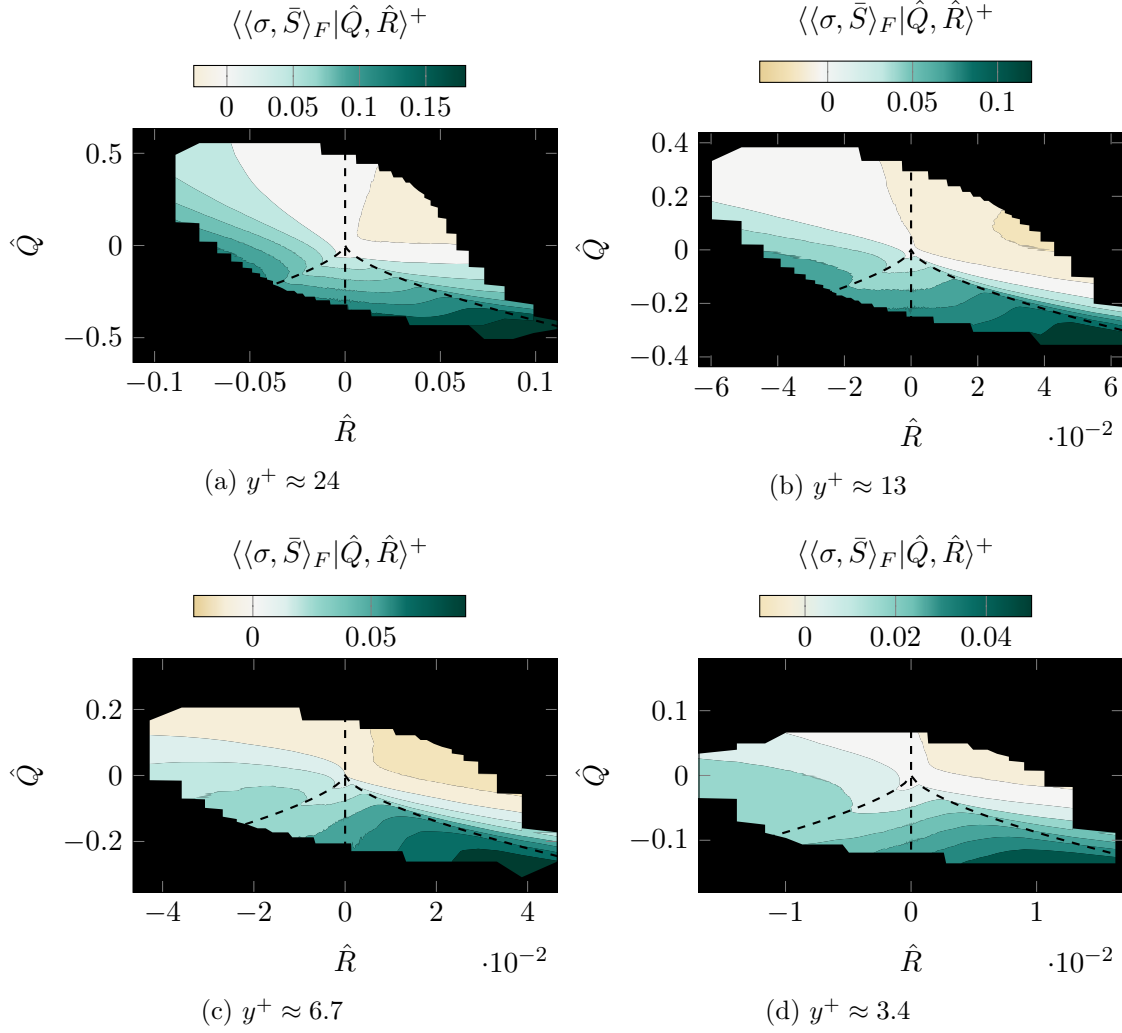 ⟨⟨σ, S̄⟩_F|Q̂, R̂⟩⁺
0 0.05 0.1 0.15
0.5
0
−0.5
Q̂
−0.1 −0.05 0 0.05 0.1
R̂
(a) y⁺ ≈ 24
⟨⟨σ, S̄⟩_F|Q̂, R̂⟩⁺
0 0.05 0.1
0.4
0.2
0
−0.2
−0.4
Q̂
−6 −4 −2 0 2 4 6
R̂ ·10⁻²
(b) y⁺ ≈ 13
⟨⟨σ, S̄⟩_F|Q̂, R̂⟩⁺
0 0.05
0.2
0
−0.2
Q̂
−4 −2 0 2 4
R̂ ·10⁻²
(c) y⁺ ≈ 6.7
⟨⟨σ, S̄⟩_F|Q̂, R̂⟩⁺
0 0.02 0.04
0.1
0
−0.1
Q̂
−1 0 1
R̂ ·10⁻²
(d) y⁺ ≈ 3.4